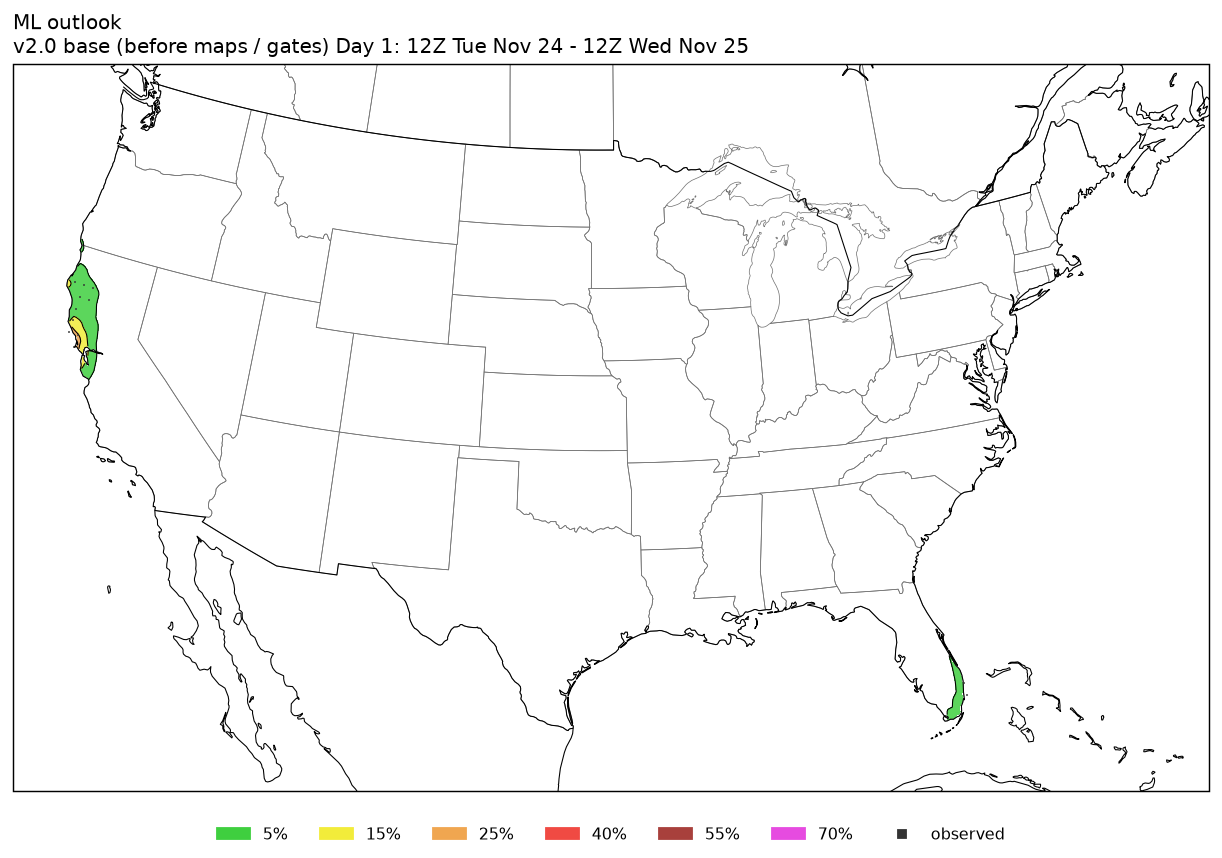 ML outlook
v2.0 base (before maps / gates) Day 1: 12Z Tue Nov 24 - 12Z Wed Nov 25
5% 15% 25% 40% 55% 70% observed